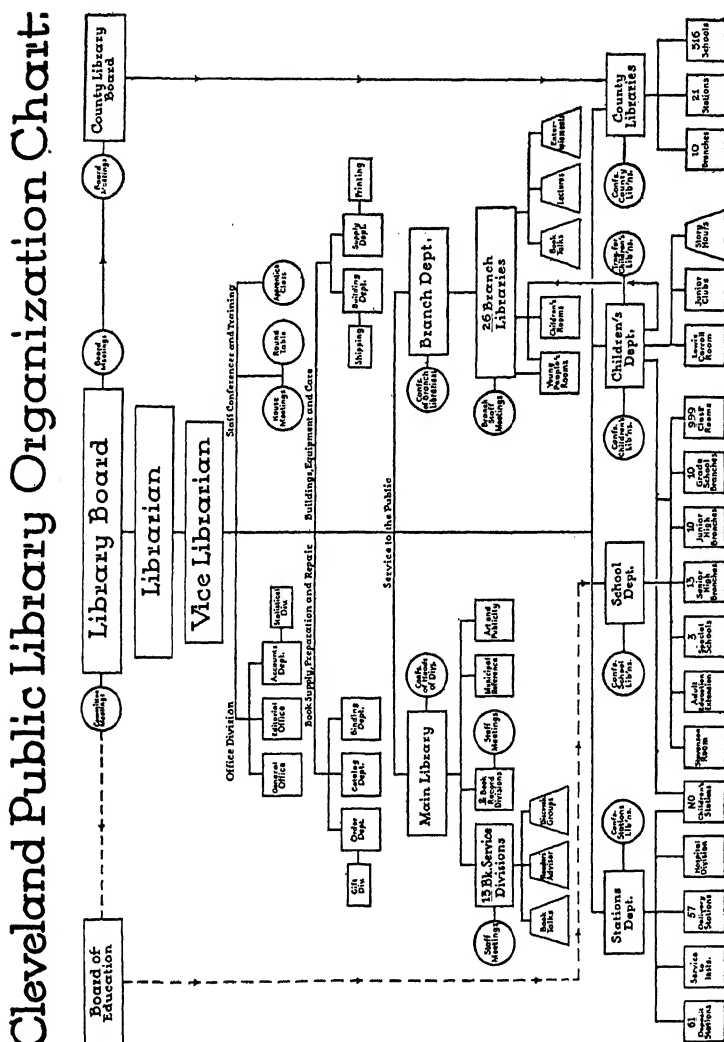 Cleveland Public Library Organization Chart.
Board of
Education
Committee
Meetings
Library Board
Board
Meetings
Board
Meetings
County Library
Board
Librarian
Vice Librarian
Office Division
Staff Conferences and Training
General
Office
Editorial
Office
Accounts
Dept.
Statistical
Div.
House
Meetings
Round
Table
Apprentice
Class
Book Supply, Preparation and Repair
Buildings, Equipment and Care
Gift
Div.
Order
Dept.
Catalog
Dept.
Binding
Dept.
Shipping
Building
Dept.
Supply
Dept.
Printing
Service to the Public
Main Library
Confs.
of Heads
of Divs.
Confs.
of Branch
Librarians
Branch Dept.
Staff
Meetings
15 Bk. Service
Divisions
Book
Record
Divisions
Staff
Meetings
Municipal
Reference
Art and
Publicity
Branch
Staff
Meetings
26 Branch
Libraries
Book
Talks
Readers'
Adviser
Groups
Young
People's
Rooms
Children's
Rooms
Book
Talks
Lectures
Enter-
tainments
Stations
Dept.
Confs.
Stations
Lib'ns.
Confs.
School
Lib'ns.
School
Dept.
Confs.
Children's
Lib'ns.
Children's
Dept.
Trng. for
Children's
Lib'ns.
Confs.
County
Lib'ns.
County
Libraries
61
Deposit
Stations
Service
to
Insts.
57
Delivery
Stations
Hospital
Division
Children's
Stations
Stevenson
Room
Adult
Education
Extension
3
Special
Schools
13
Senior
High
Branches
10
Junior
High
Branches
10
Grade
School
Branches
999
Class
Rooms
Lewis
Carroll
Room
Junior
Clubs
Story
Hours
10
Branches
21
Stations
516
Schools